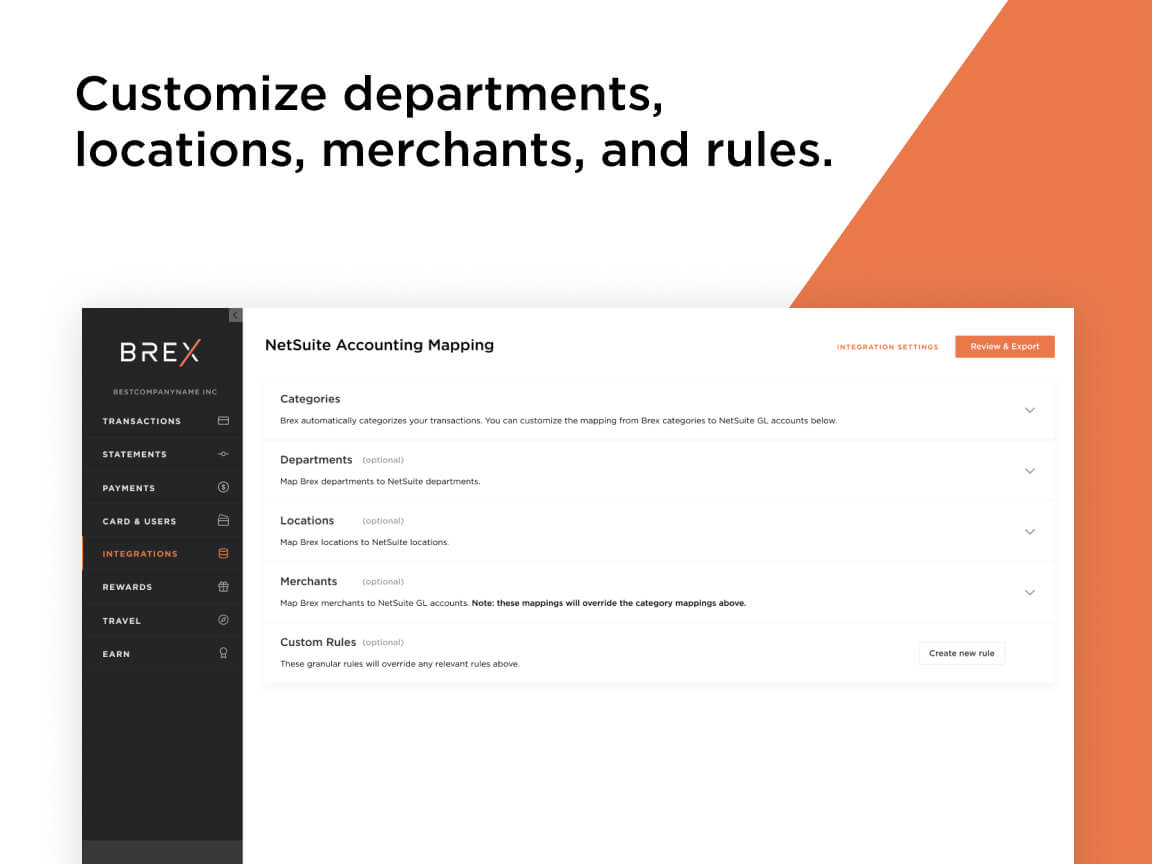 Customize departments,
locations, merchants, and rules.
BREX
BESTCOMPANYNAME INC
TRANSACTIONS
STATEMENTS
PAYMENTS
CARD & USERS
INTEGRATIONS
REWARDS
TRAVEL
EARN
NetSuite Accounting Mapping
INTEGRATION SETTINGS
Review & Export
Categories
Brex automatically categorizes your transactions. You can customize the mapping from Brex categories to NetSuite GL accounts below.
Departments (optional)
Map Brex departments to NetSuite departments.
Locations (optional)
Map Brex locations to NetSuite locations.
Merchants (optional)
Map Brex merchants to NetSuite GL accounts. Note: these mappings will override the category mappings above.
Custom Rules (optional)
These granular rules will override any relevant rules above.
Create new rule